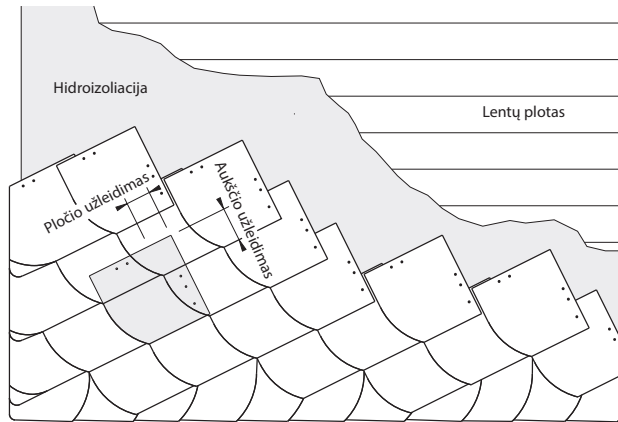 Hidroizoliacija
Lentų plotas
Pločio užleidimas
Aukščio užleidimas